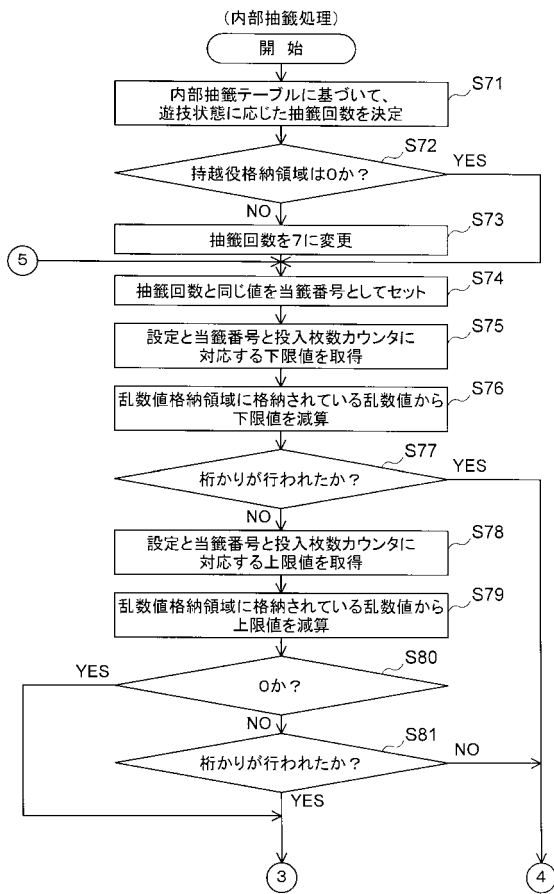 (内部抽籤処理)
開 始
S71
内部抽籤テーブルに基づいて、
遊技状態に応じた抽籤回数を決定
S72
持越役格納領域は0か?
YES
NO
S73
抽籤回数を7に変更
5
S74
抽籤回数と同じ値を当籤番号としてセット
S75
設定と当籤番号と投入枚数カウンタに
対応する下限値を取得
S76
乱数値格納領域に格納されている乱数値から
下限値を減算
S77
桁かりが行われたか?
YES
NO
S78
設定と当籤番号と投入枚数カウンタに
対応する上限値を取得
S79
乱数値格納領域に格納されている乱数値から
上限値を減算
S80
YES
0か?
NO
S81
桁かりが行われたか?
NO
YES
3
4